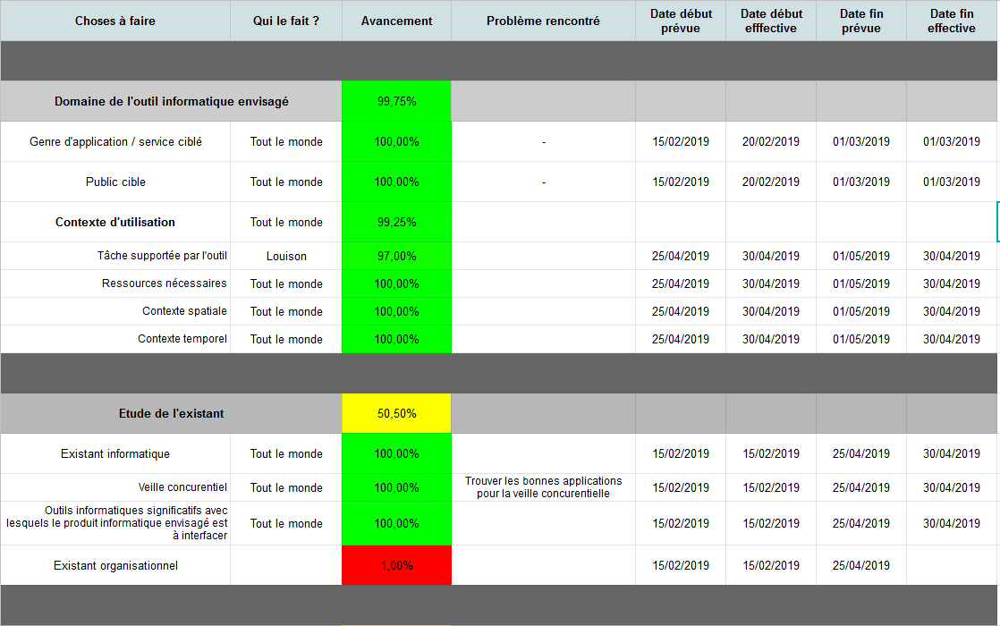 Choses à faire Qui le fait ? Avancement Problème rencontré Date début prévue Date début efffective Date fin prévue Date fin effective
Domaine de l'outil informatique envisagé 99,75%
Genre d'application / service ciblé Tout le monde 100,00% - 15/02/2019 20/02/2019 01/03/2019 01/03/2019
Public cible Tout le monde 100,00% - 15/02/2019 20/02/2019 01/03/2019 01/03/2019
Contexte d'utilisation Tout le monde 99,25%
Tâche supportée par l'outil Louison 97,00% 25/04/2019 30/04/2019 01/05/2019 30/04/2019
Ressources nécessaires Tout le monde 100,00% 25/04/2019 30/04/2019 01/05/2019 30/04/2019
Contexte spatiale Tout le monde 100,00% 25/04/2019 30/04/2019 01/05/2019 30/04/2019
Contexte temporel Tout le monde 100,00% 25/04/2019 30/04/2019 01/05/2019 30/04/2019
Etude de l'existant 50,50%
Existant informatique Tout le monde 100,00% 15/02/2019 15/02/2019 25/04/2019 30/04/2019
Veille concurentiel Tout le monde 100,00% Trouver les bonnes applications pour la veille concurentielle 15/02/2019 15/02/2019 25/04/2019 30/04/2019
Outils informatiques significatifs avec
lesquels le produit informatique envisagé est
à interfacer Tout le monde 100,00% 15/02/2019 15/02/2019 25/04/2019 30/04/2019
Existant organisationnel 1,00% 15/02/2019 15/02/2019 25/04/2019